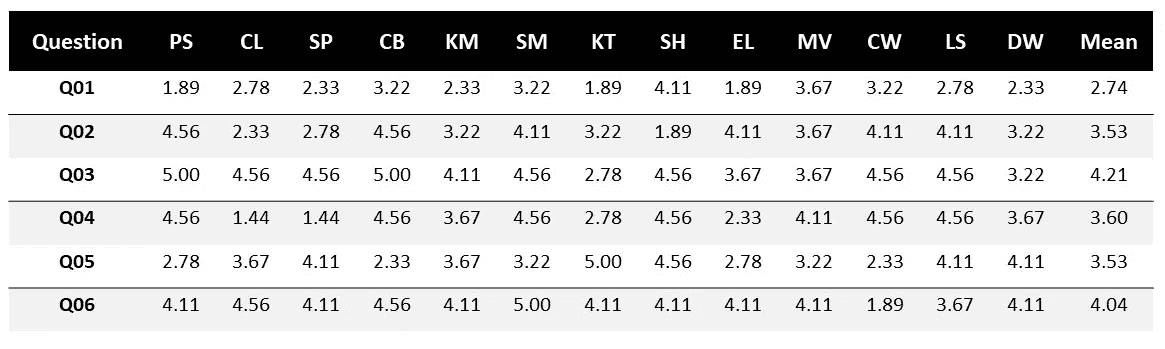 Question PS CL SP CB KM SM KT SH EL MV CW LS DW Mean
Q01 1.89 2.78 2.33 3.22 2.33 3.22 1.89 4.11 1.89 3.67 3.22 2.78 2.33 2.74
Q02 4.56 2.33 2.78 4.56 3.22 4.11 3.22 1.89 4.11 3.67 4.11 4.11 3.22 3.53
Q03 5.00 4.56 4.56 5.00 4.11 4.56 2.78 4.56 3.67 3.67 4.56 4.56 3.22 4.21
Q04 4.56 1.44 1.44 4.56 3.67 4.56 2.78 4.56 2.33 4.11 4.56 4.56 3.67 3.60
Q05 2.78 3.67 4.11 2.33 3.67 3.22 5.00 4.56 2.78 3.22 2.33 4.11 4.11 3.53
Q06 4.11 4.56 4.11 4.56 4.11 5.00 4.11 4.11 4.11 4.11 1.89 3.67 4.11 4.04